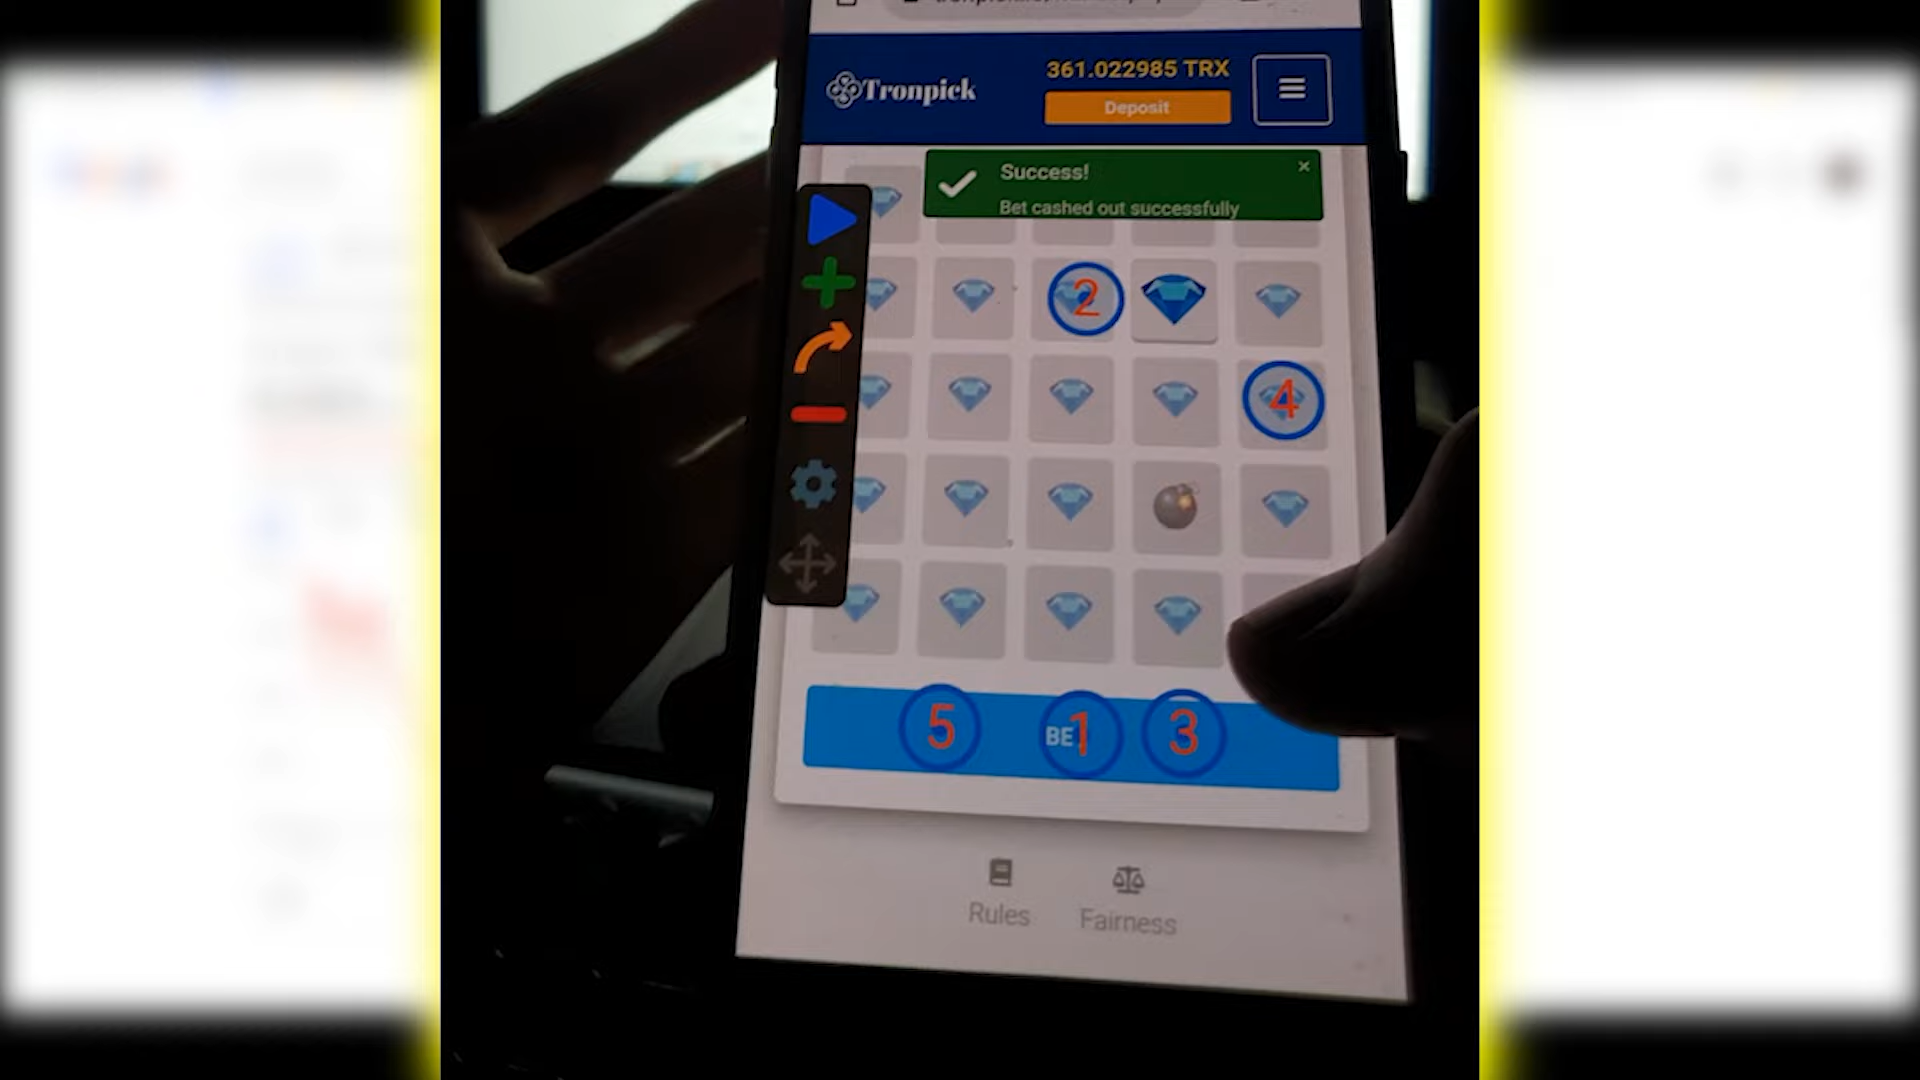 361.022985 TRX
Tronpick
Deposit
Success!
Bet cashed out successfully
2
4
5
BE
1
3
Rules
Fairness